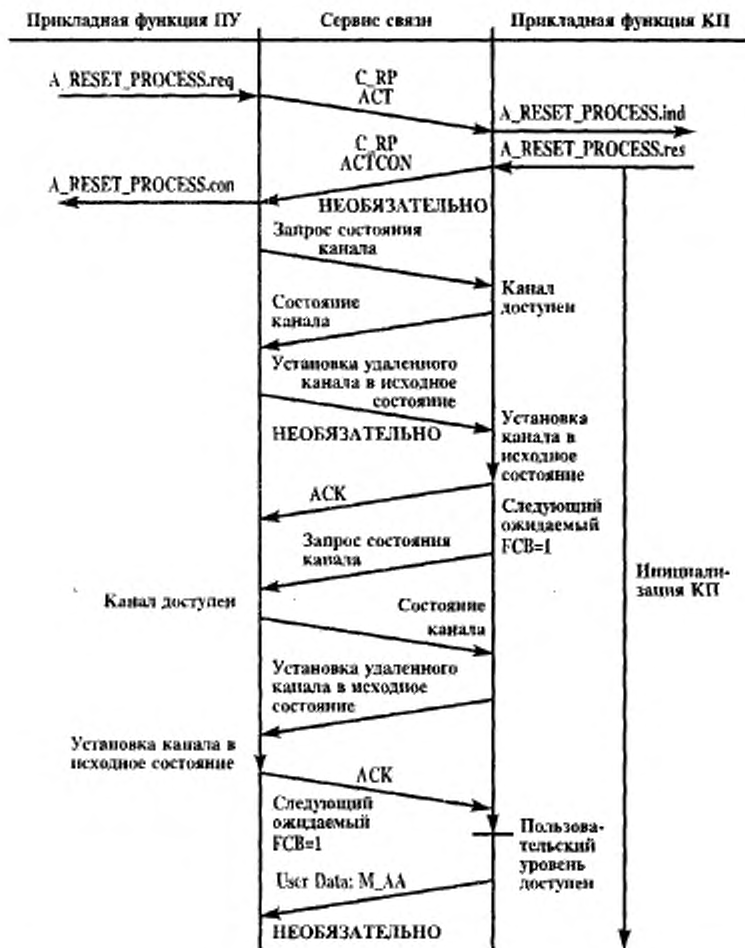 Прикладная функция ПУ
Сервис связи
Прикладная функция КП
A_RESET_PROCESS.req
C_RP
ACT
A_RESET_PROCESS.ind
C_RP
ACTCON
A_RESET_PROCESS.res
A_RESET_PROCESS.con
НЕОБЯЗАТЕЛЬНО
Запрос состояния
канала
Канал
доступен
Состояние
канала
Установка удаленного
канала в исходное
состояние
НЕОБЯЗАТЕЛЬНО
Установка
канала в
исходное
состояние
ACK
Следующий
ожидаемый
FCB=1
Запрос состояния
канала
Инициали-
зация КП
Канал доступен
Состояние
канала
Установка удаленного
канала в исходное
состояние
Установка канала в
исходное состояние
ACK
Следующий
ожидаемый
FCB=1
Пользова-
тельский
уровень
доступен
User Data: M_AA
НЕОБЯЗАТЕЛЬНО